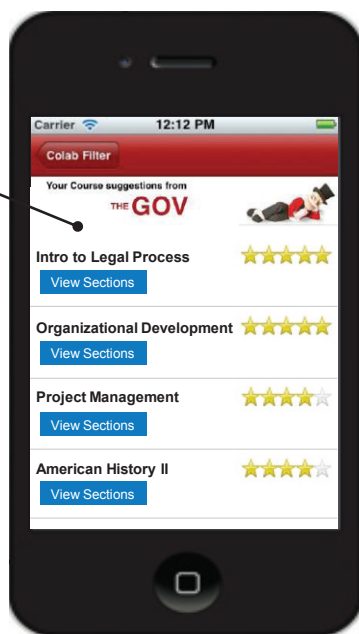 Carrier 12:12 PM
Colab Filter
Your Course suggestions from
THE GOV
Intro to Legal Process
View Sections
Organizational Development
View Sections
Project Management
View Sections
American History II
View Sections